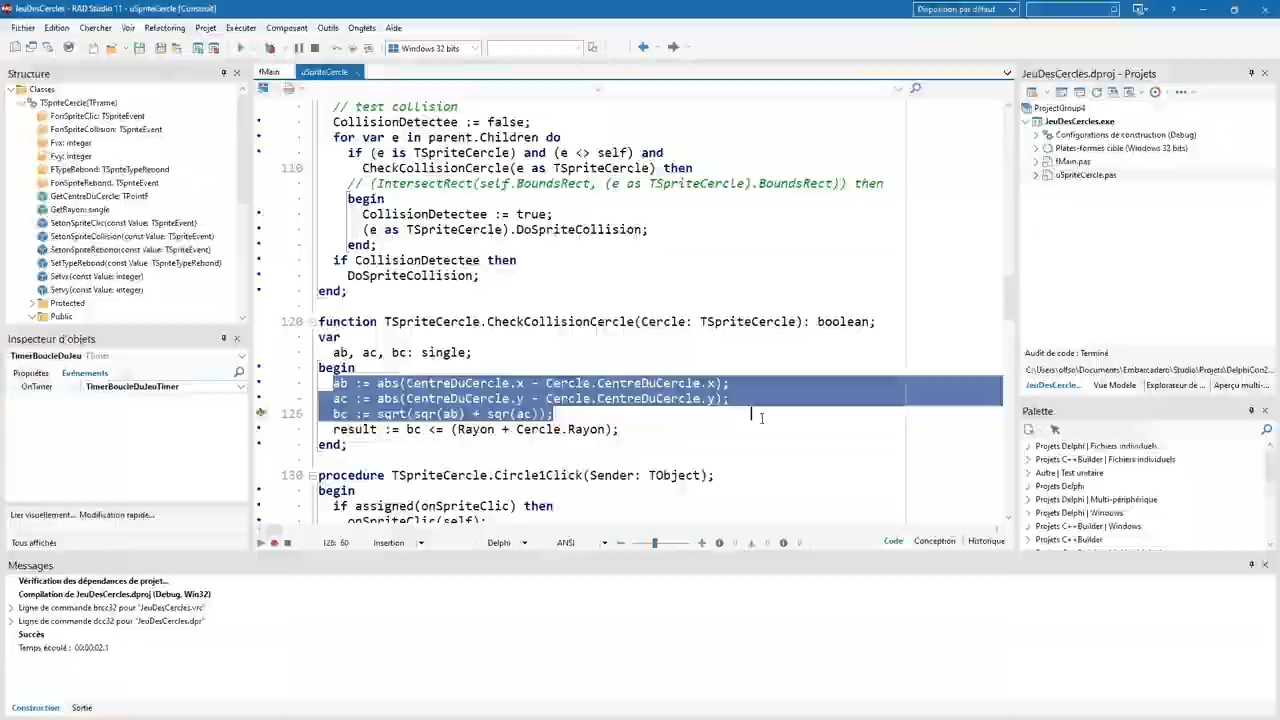 JeuDesCercles - RAD Studio 11 - uSpriteCercle [Construit]
Disposition par défaut
Fichier Edition Chercher Voir Refactoring Projet Exécuter Composant Outils Onglets Aide
Windows 32 bits
Structure
Classes
TSpriteCercle(TFrame)
FonSpriteClic: TSpriteEvent
FonSpriteCollision: TSpriteEvent
Fvx: integer
Fvy: integer
FTypeRebond: TSpriteTypeRebond
FonSpriteRebond: TSpriteEvent
GetCentreDuCercle: TPointF
GetRayon: single
SetonSpriteClic(const Value: TSpriteEvent)
SetonSpriteCollision(const Value: TSpriteEvent)
SetonSpriteRebond(const Value: TSpriteEvent)
SetTypeRebond(const Value: TSpriteTypeRebond)
Setvx(const Value: integer)
Setvy(const Value: integer)
Protected
Public
Inspecteur d'objets
TimerBoucleDuJeu TTimer
Propriétés Événements
OnTimer TimerBoucleDuJeuTimer
Lier visuellement... Modification rapide...
Tous affichés
fMain uSpriteCercle
// test collision
CollisionDetectee := false;
for var e in parent.Children do
if (e is TSpriteCercle) and (e <> self) and
110 CheckCollisionCercle(e as TSpriteCercle) then
// (IntersectRect(self.BoundsRect, (e as TSpriteCercle).BoundsRect)) then
begin
CollisionDetectee := true;
(e as TSpriteCercle).DoSpriteCollision;
end;
if CollisionDetectee then
DoSpriteCollision;
end;
120 function TSpriteCercle.CheckCollisionCercle(Cercle: TSpriteCercle): boolean;
var
ab, ac, bc: single;
begin
ab := abs(CentreDuCercle.x - Cercle.CentreDuCercle.x);
ac := abs(CentreDuCercle.y - Cercle.CentreDuCercle.y);
126 bc := sqrt(sqr(ab) + sqr(ac));
result := bc <= (Rayon + Cercle.Rayon);
end;
130 procedure TSpriteCercle.Circle1Click(Sender: TObject);
begin
if assigned(onSpriteClic) then
onSpriteClic(self);
126: 60 Insertion Delphi ANSI 0 0 0 Code Conception Historique
JeuDesCercles.dproj - Projets
ProjectGroup4
JeuDesCercles.exe
Configurations de construction (Debug)
Plates-formes cible (Windows 32 bits)
fMain.pas
uSpriteCercle.pas
Audit de code : Terminé
C:\Users\olfso\Documents\Embarcadero\Studio\Projets\DelphiCon2...
JeuDesCercle... Vue Modèle Explorateur de ... Aperçu multi-...
Palette
Projets Delphi | Fichiers individuels
Projets C++Builder | Fichiers individuels
Autre | Test unitaire
Projets Delphi
Projets Delphi | Multi-périphérique
Projets Delphi | Windows
Projets C++Builder | Windows
Projets C++Builder
Messages
Vérification des dépendances de projet...
Compilation de JeuDesCercles.dproj (Debug, Win32)
Ligne de commande brcc32 pour "JeuDesCercles.vrc"
Ligne de commande dcc32 pour "JeuDesCercles.dpr"
Succès
Temps écoulé : 00:00:02.1
Construction Sortie